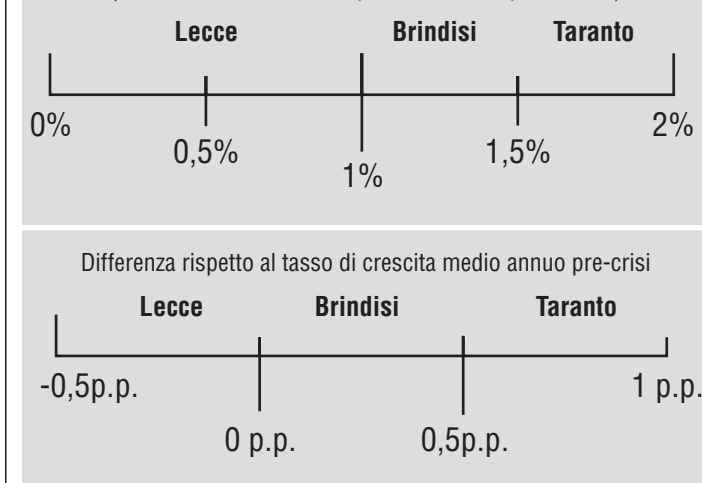 Lecce Brindisi Taranto
0% 2%
0,5% 1,5%
1%
Differenza rispetto al tasso di crescita medio annuo pre-crisi
Lecce Brindisi Taranto
-0,5p.p. 1 p.p.
0 p.p. 0,5p.p.